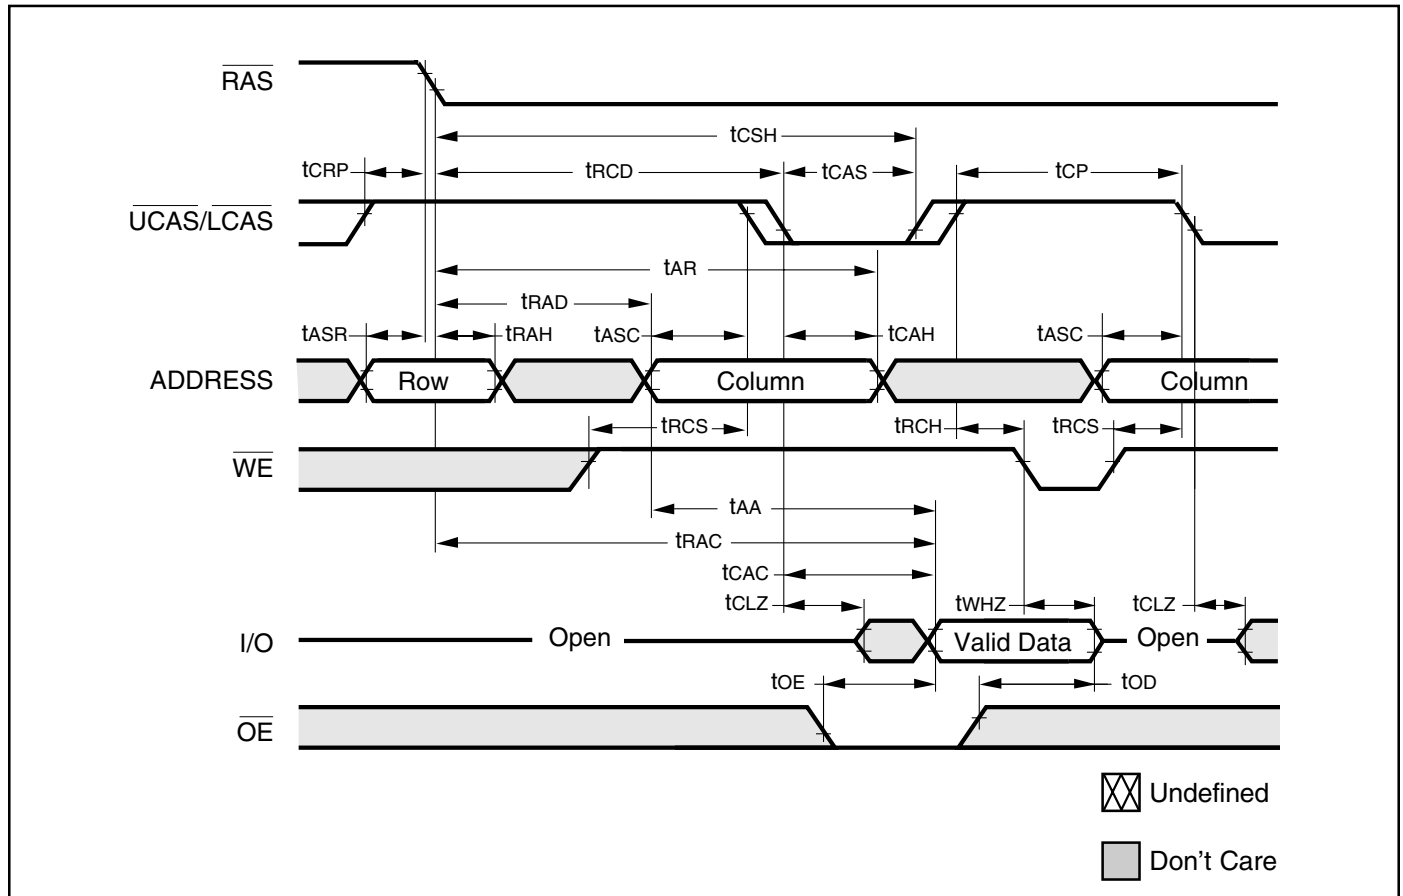 RAS
tCSH
tCRP tRCD tCAS tCP
UCAS/LCAS
tAR
tRAD
tASR tRAH tASC tCAH tASC
ADDRESS Row Column Column
tRCS tRCH tRCS
WE
tAA
tRAC
tCAC
tCLZ tWHZ tCLZ
I/O Open Valid Data Open
tOE tOD
OE
Undefined
Don't Care